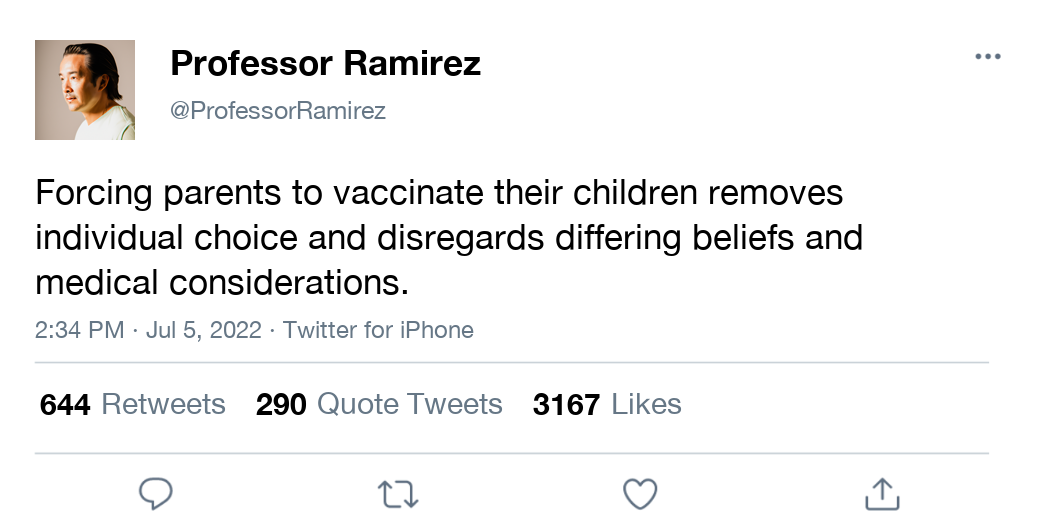 Professor Ramirez
@ProfessorRamirez
Forcing parents to vaccinate their children removes
individual choice and disregards differing beliefs and
medical considerations.
2:34 PM · Jul 5, 2022 · Twitter for iPhone
644 Retweets 290 Quote Tweets 3167 Likes